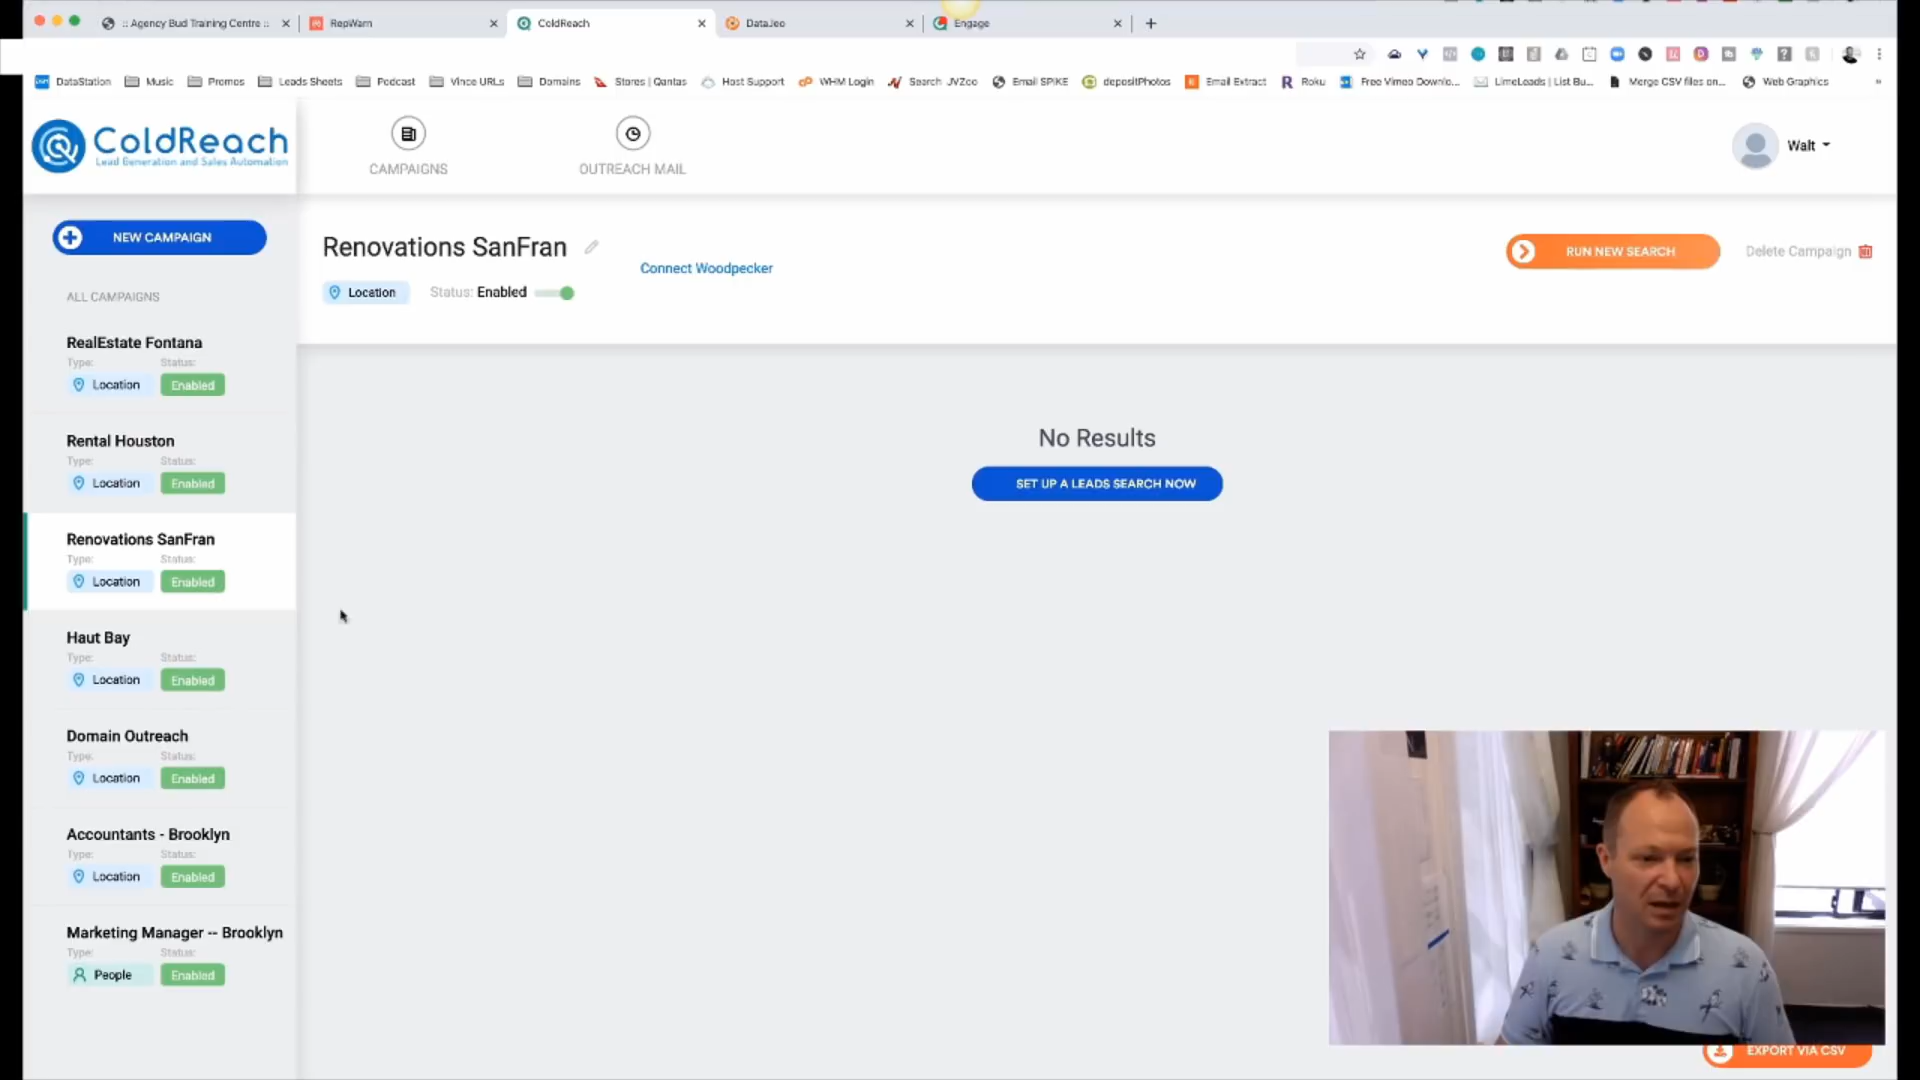 :: Agency Bud Training Centre ::
RepWarn
ColdReach
DataJeo
Engage
DataStation
Music
Promos
Leads Sheets
Podcast
Vince URLs
Domains
Stores | Qantas
Host Support
WHM Login
Search JVZoo
Email SPIKE
depositPhotos
Email Extract
Roku
Free Vimeo Downlo...
LimeLeads | List Bu...
Merge CSV files on...
Web Graphics
ColdReach
Lead Generation and Sales Automation
CAMPAIGNS
OUTREACH MAIL
Walt
NEW CAMPAIGN
Renovations SanFran
Connect Woodpecker
RUN NEW SEARCH
Delete Campaign
Location
Status: Enabled
ALL CAMPAIGNS
RealEstate Fontana
Type: Status:
Location Enabled
Rental Houston
Type: Status:
Location Enabled
Renovations SanFran
Type: Status:
Location Enabled
Haut Bay
Type: Status:
Location Enabled
Domain Outreach
Type: Status:
Location Enabled
Accountants - Brooklyn
Type: Status:
Location Enabled
Marketing Manager -- Brooklyn
Type: Status:
People Enabled
No Results
SET UP A LEADS SEARCH NOW
EXPORT VIA CSV